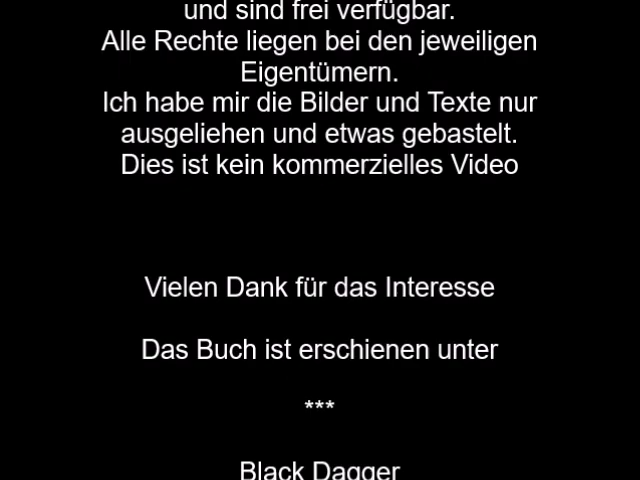 und sind frei verfügbar.
Alle Rechte liegen bei den jeweiligen
Eigentümern.
Ich habe mir die Bilder und Texte nur
ausgeliehen und etwas gebastelt.
Dies ist kein kommerzielles Video
Vielen Dank für das Interesse
Das Buch ist erschienen unter
***
Black Dagger